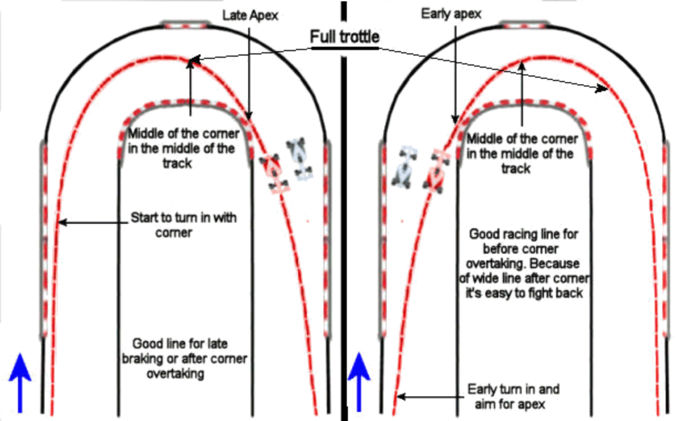 Late Apex
Early apex
Full trottle
Middle of the corner
in the middle of the
track
Start to turn in with
corner
Good line for late
braking or after corner
overtaking
Middle of the corner
in the middle of the
track
Good racing line for
before corner
overtaking. Because
of wide line after corner
it's easy to fight back
Early turn in and
aim for apex